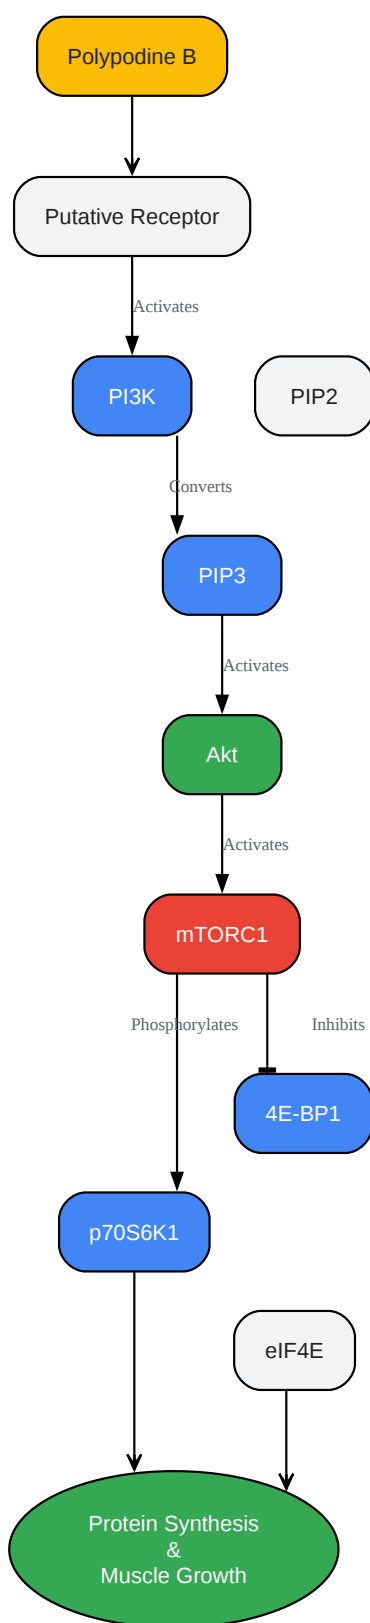 Polypodine B
Putative Receptor
Activates
PI3K
PIP2
Converts
PIP3
Activates
Akt
Activates
mTORC1
Phosphorylates
Inhibits
4E-BP1
p70S6K1
eIF4E
Protein Synthesis
&
Muscle Growth